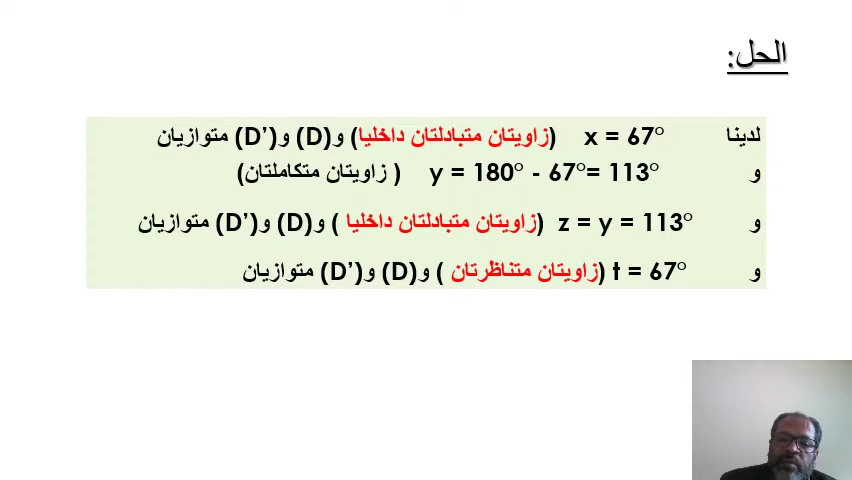 الحل:
لدينا x = 67° (زاويتان متبادلتان داخليا) و(D) و(D’) متوازيان
و y = 180° - 67°= 113° ( زاويتان متكاملتان)
و z = y = 113° (زاويتان متبادلتان داخليا ) و(D) و(D’) متوازيان
و t = 67° (زاويتان متناظرتان ) و(D) و(D’) متوازيان